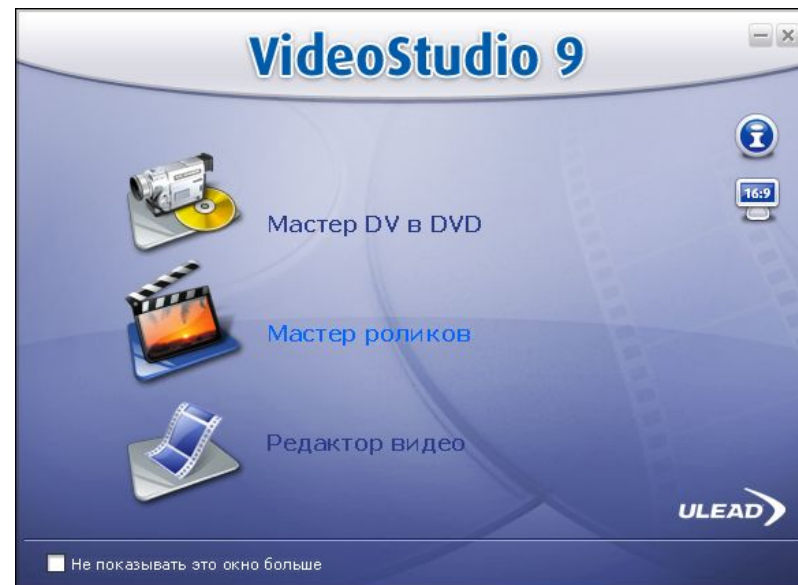 VideoStudio 9
16:9
Мастер DV в DVD
Мастер роликов
Редактор видео
ULEAD
Не показывать это окно больше